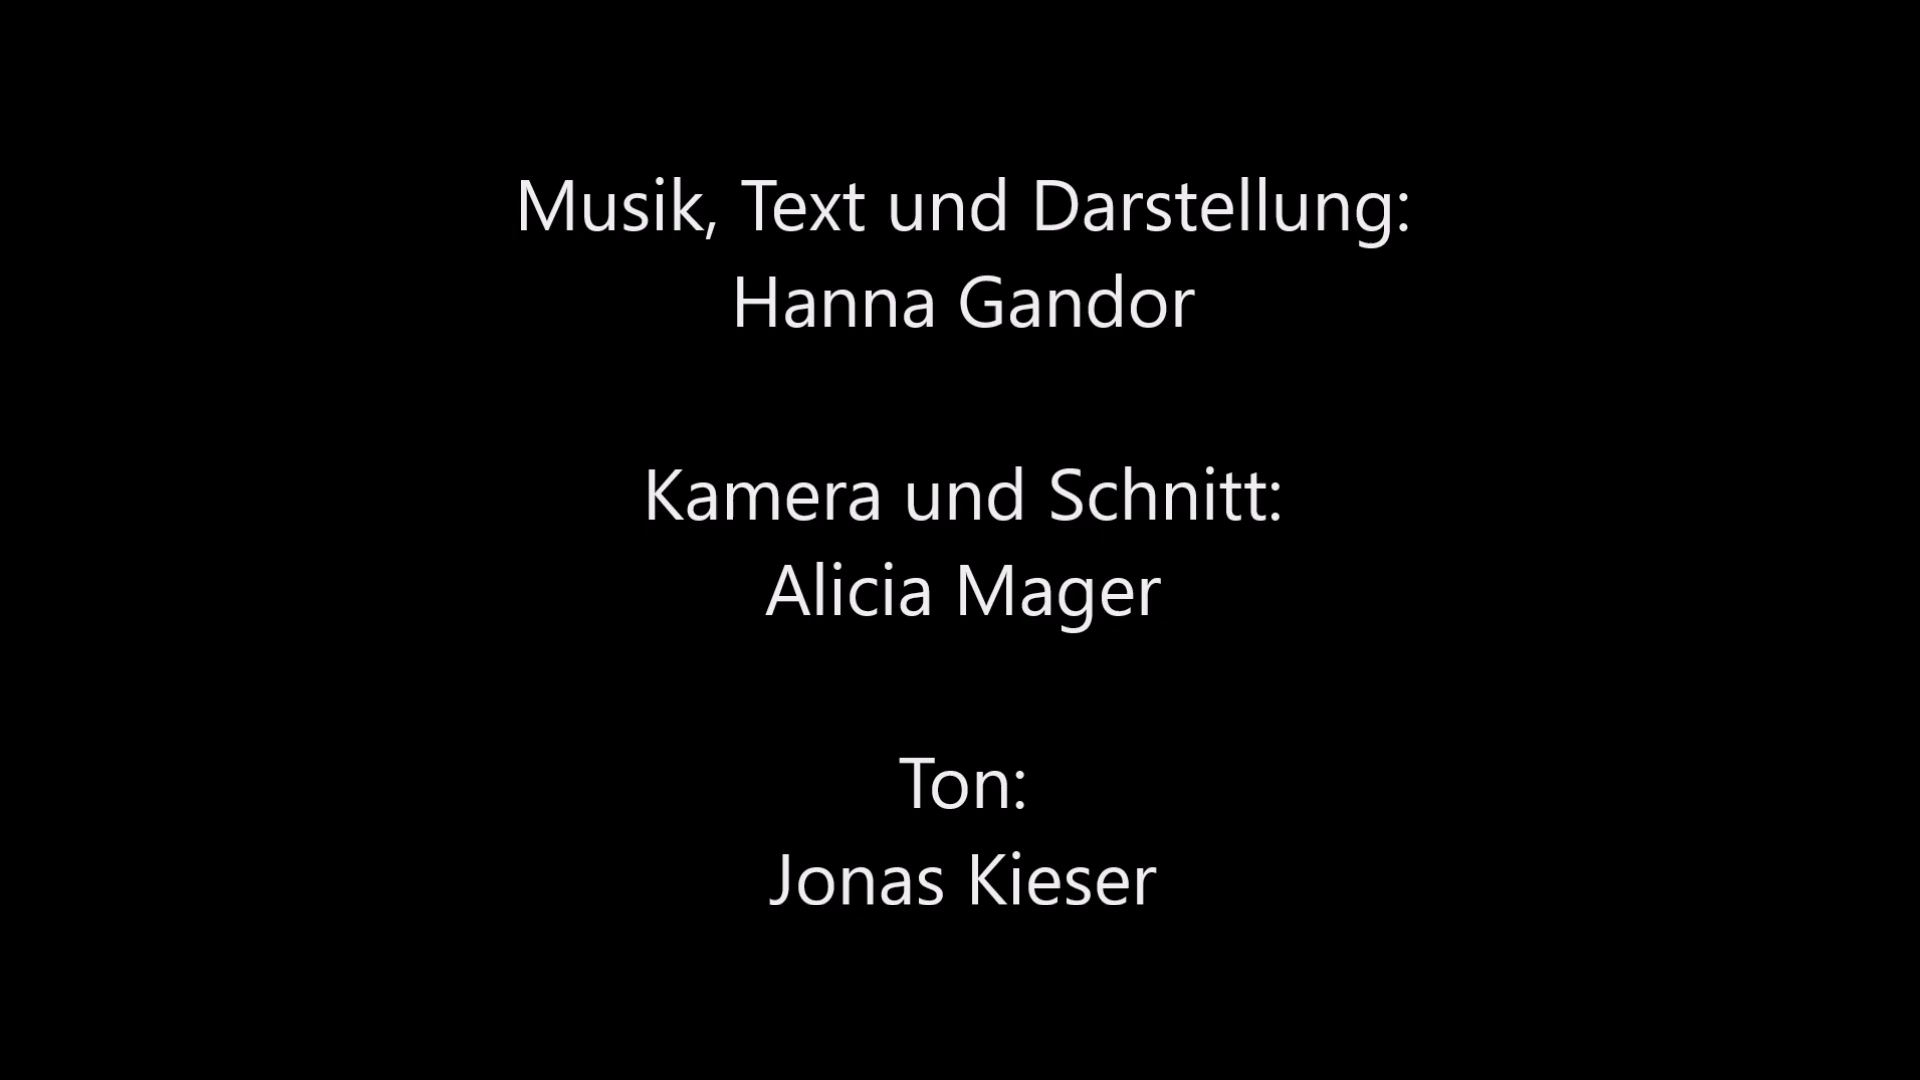 Musik, Text und Darstellung:
Hanna Gandor
Kamera und Schnitt:
Alicia Mager
Ton:
Jonas Kieser